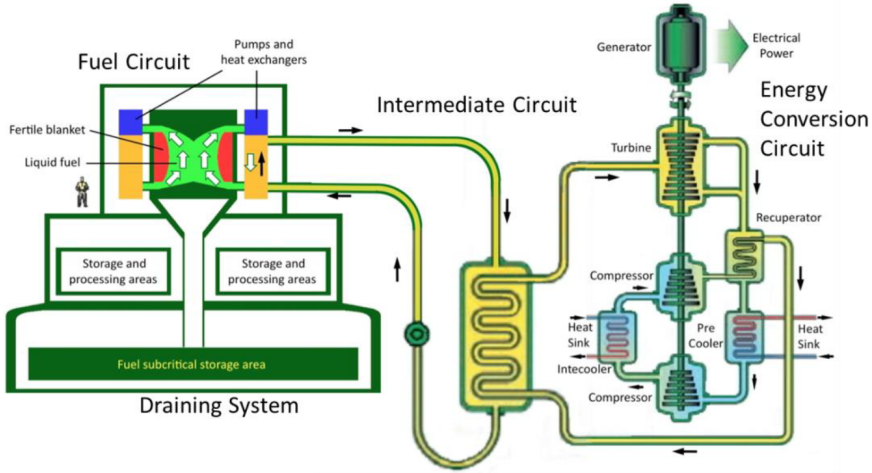 Fuel Circuit
Pumps and
heat exchangers
Fertile blanket
Liquid fuel
Storage and
processing areas
Storage and
processing areas
Fuel subcritical storage area
Draining System
Intermediate Circuit
Generator
Electrical
Power
Energy
Conversion
Circuit
Turbine
Recuperator
Compressor
Heat
Sink
Intecooler
Pre
Cooler
Heat
Sink
Compressor